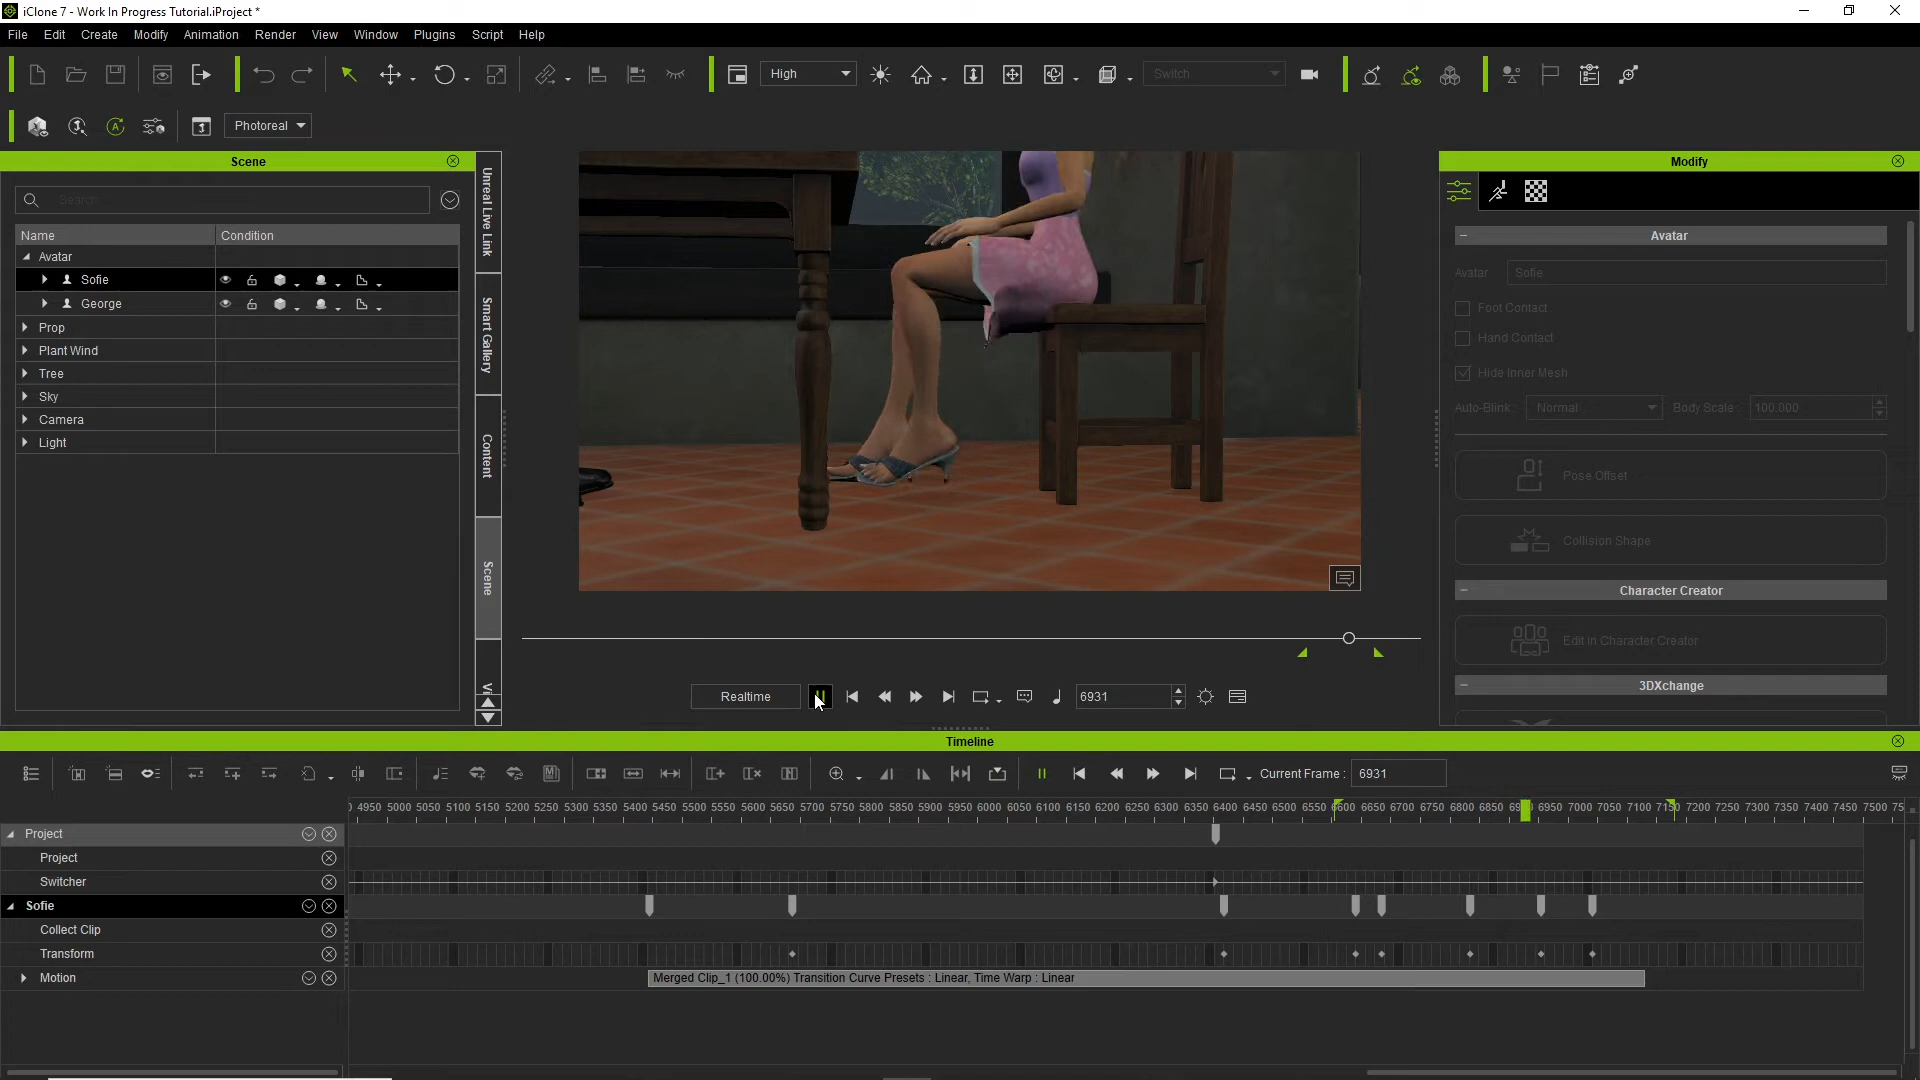 iClone 7 - Work In Progress Tutorial.iProject *
File Edit Create Modify Animation Render View Window Plugins Script Help
High
Switch
Photoreal
Scene
Search...
Name Condition
Avatar
Sofie
George
Prop
Plant Wind
Tree
Sky
Camera
Light
Unreal Live Link
Smart Gallery
Content
Scene
Vi
Modify
Avatar
Avatar Sofie
Foot Contact
Hand Contact
Hide Inner Mesh
Auto-Blink: Normal Body Scale: 100.000
Pose Offset
Collision Shape
Character Creator
Edit in Character Creator
3DXchange
Realtime 6931
Timeline
Current Frame : 6931
0 4950 5000 5050 5100 5150 5200 5250 5300 5350 5400 5450 5500 5550 5600 5650 5700 5750 5800 5850 5900 5950 6000 6050 6100 6150 6200 6250 6300 6350 6400 6450 6500 6550 6600 6650 6700 6750 6800 6850 69 6950 7000 7050 7100 7150 7200 7250 7300 7350 7400 7450 7500 75
Project
Project
Switcher
Sofie
Collect Clip
Transform
Motion
Merged Clip_1 (100.00%) Transition Curve Presets : Linear, Time Warp : Linear